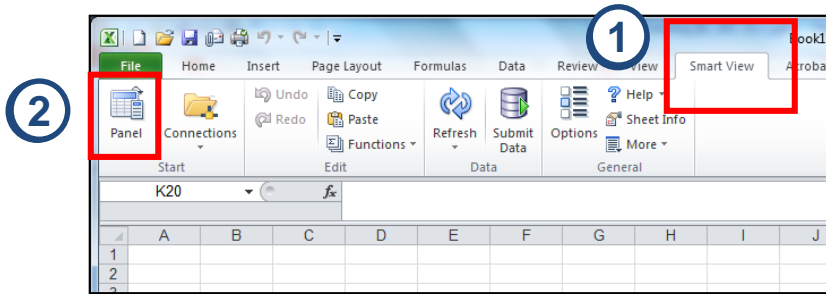 1
Book1
File Home Insert Page Layout Formulas Data Review View Smart View Acroba
2
Panel Connections Undo Redo Copy Paste Functions Refresh Submit Data Options Help Sheet Info More
Start Edit Data General
K20 fx
A B C D E F G H I J
1
2
3